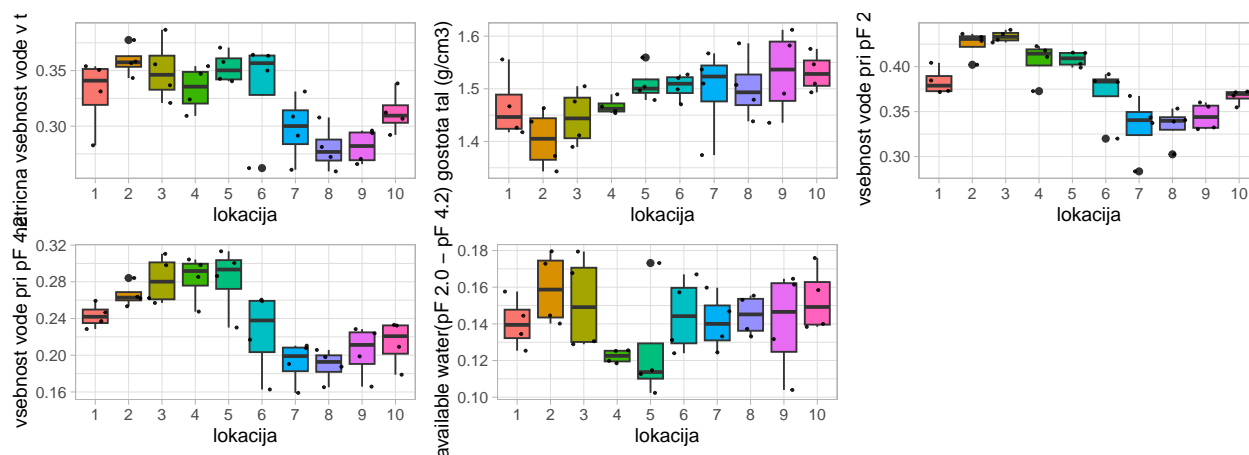 vsebnost vode v t
0.35
0.30
1 2 3 4 5 6 7 8 9 10
lokacija
gostota tal (g/cm3)
1.6
1.5
1.4
1 2 3 4 5 6 7 8 9 10
lokacija
vsebnost vode pri pF 2
0.40
0.35
0.30
1 2 3 4 5 6 7 8 9 10
lokacija
vsebnost vode pri pF 4.2
0.32
0.28
0.24
0.20
0.16
1 2 3 4 5 6 7 8 9 10
lokacija
available water(pF 2.0 – pF 4.2)
0.18
0.16
0.14
0.12
0.10
1 2 3 4 5 6 7 8 9 10
lokacija